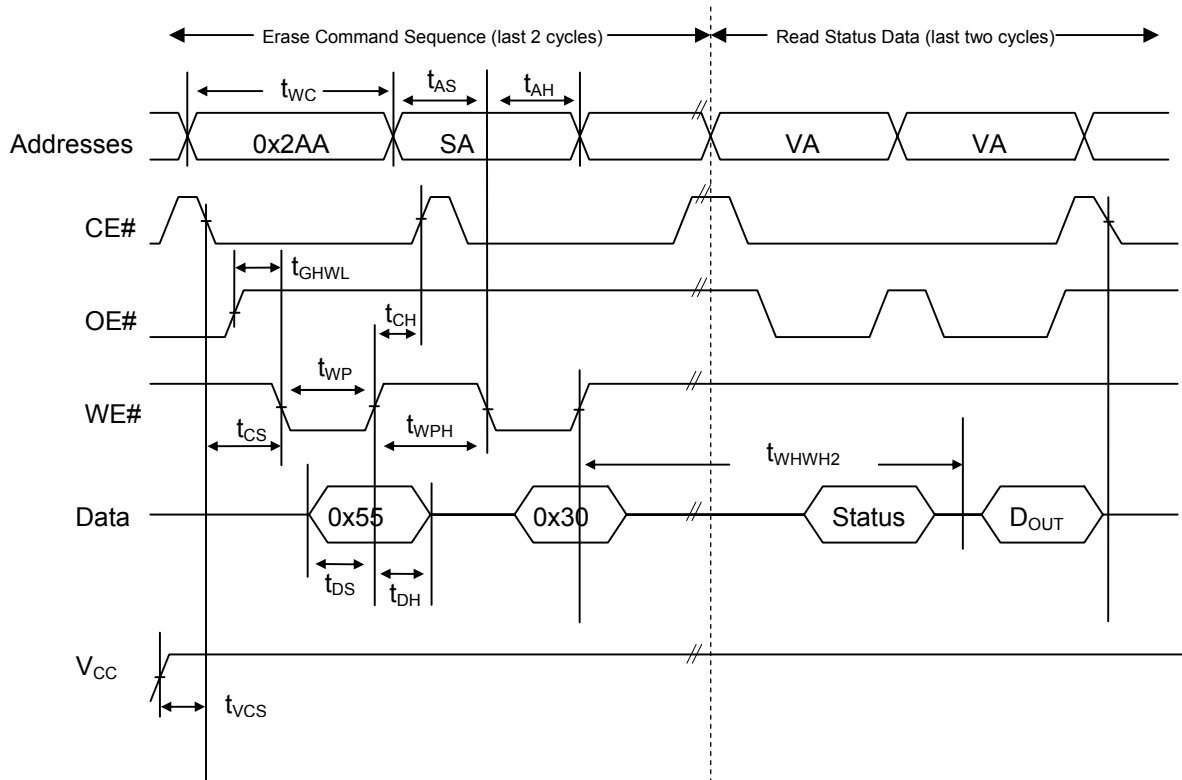 Erase Command Sequence (last 2 cycles) Read Status Data (last two cycles)
tWC tAS tAH
Addresses 0x2AA SA VA VA
CE#
tGHWL
OE#
tCH
tWP
WE#
tCS tWPH
tWHWH2
Data 0x55 0x30 Status DOUT
tDS tDH
VCC
tVCS